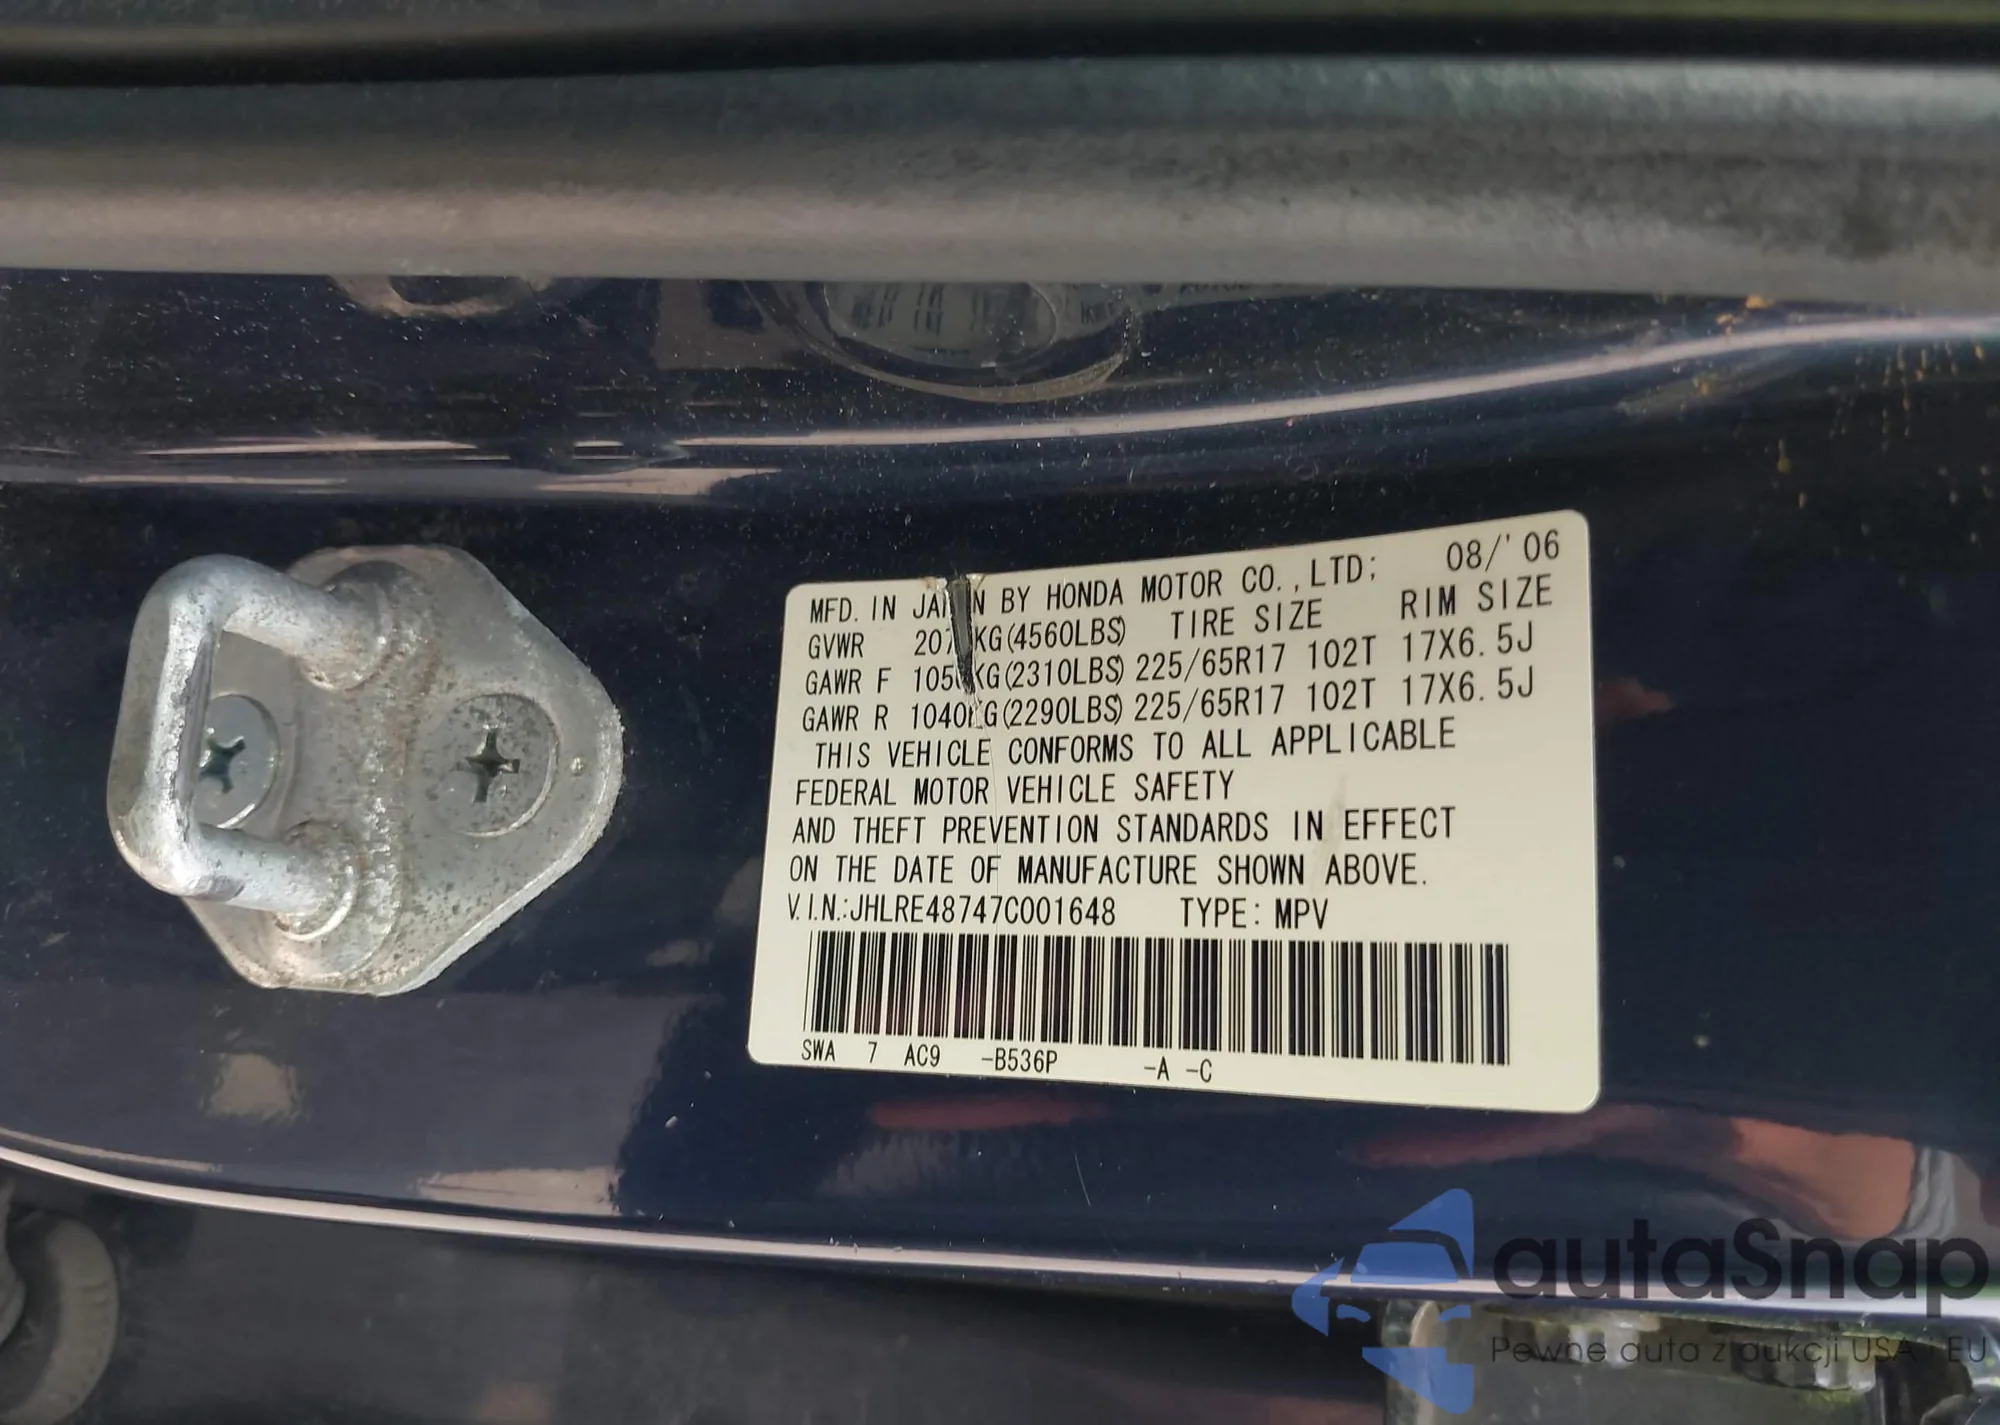 MFD. IN BY HONDA MOTOR CO., LTD; 08/'06
GVWR KG(4560LBS) TIRE SIZE RIM SIZE
GAWR F KG(2310LBS) 225/65R17 102T 17X6.5J
GAWR R 1040KG(2290LBS) 225/65R17 102T 17X6.5J
THIS VEHICLE CONFORMS TO ALL APPLICABLE
FEDERAL MOTOR VEHICLE SAFETY
AND THEFT PREVENTION STANDARDS IN EFFECT
ON THE DATE OF MANUFACTURE SHOWN ABOVE.
V.I.N.:JHLRE48747C001648 TYPE: MPV
SWA 7 AC9 -B536P -A -C
autaSnap
Pewne auta z aukcji USA EU